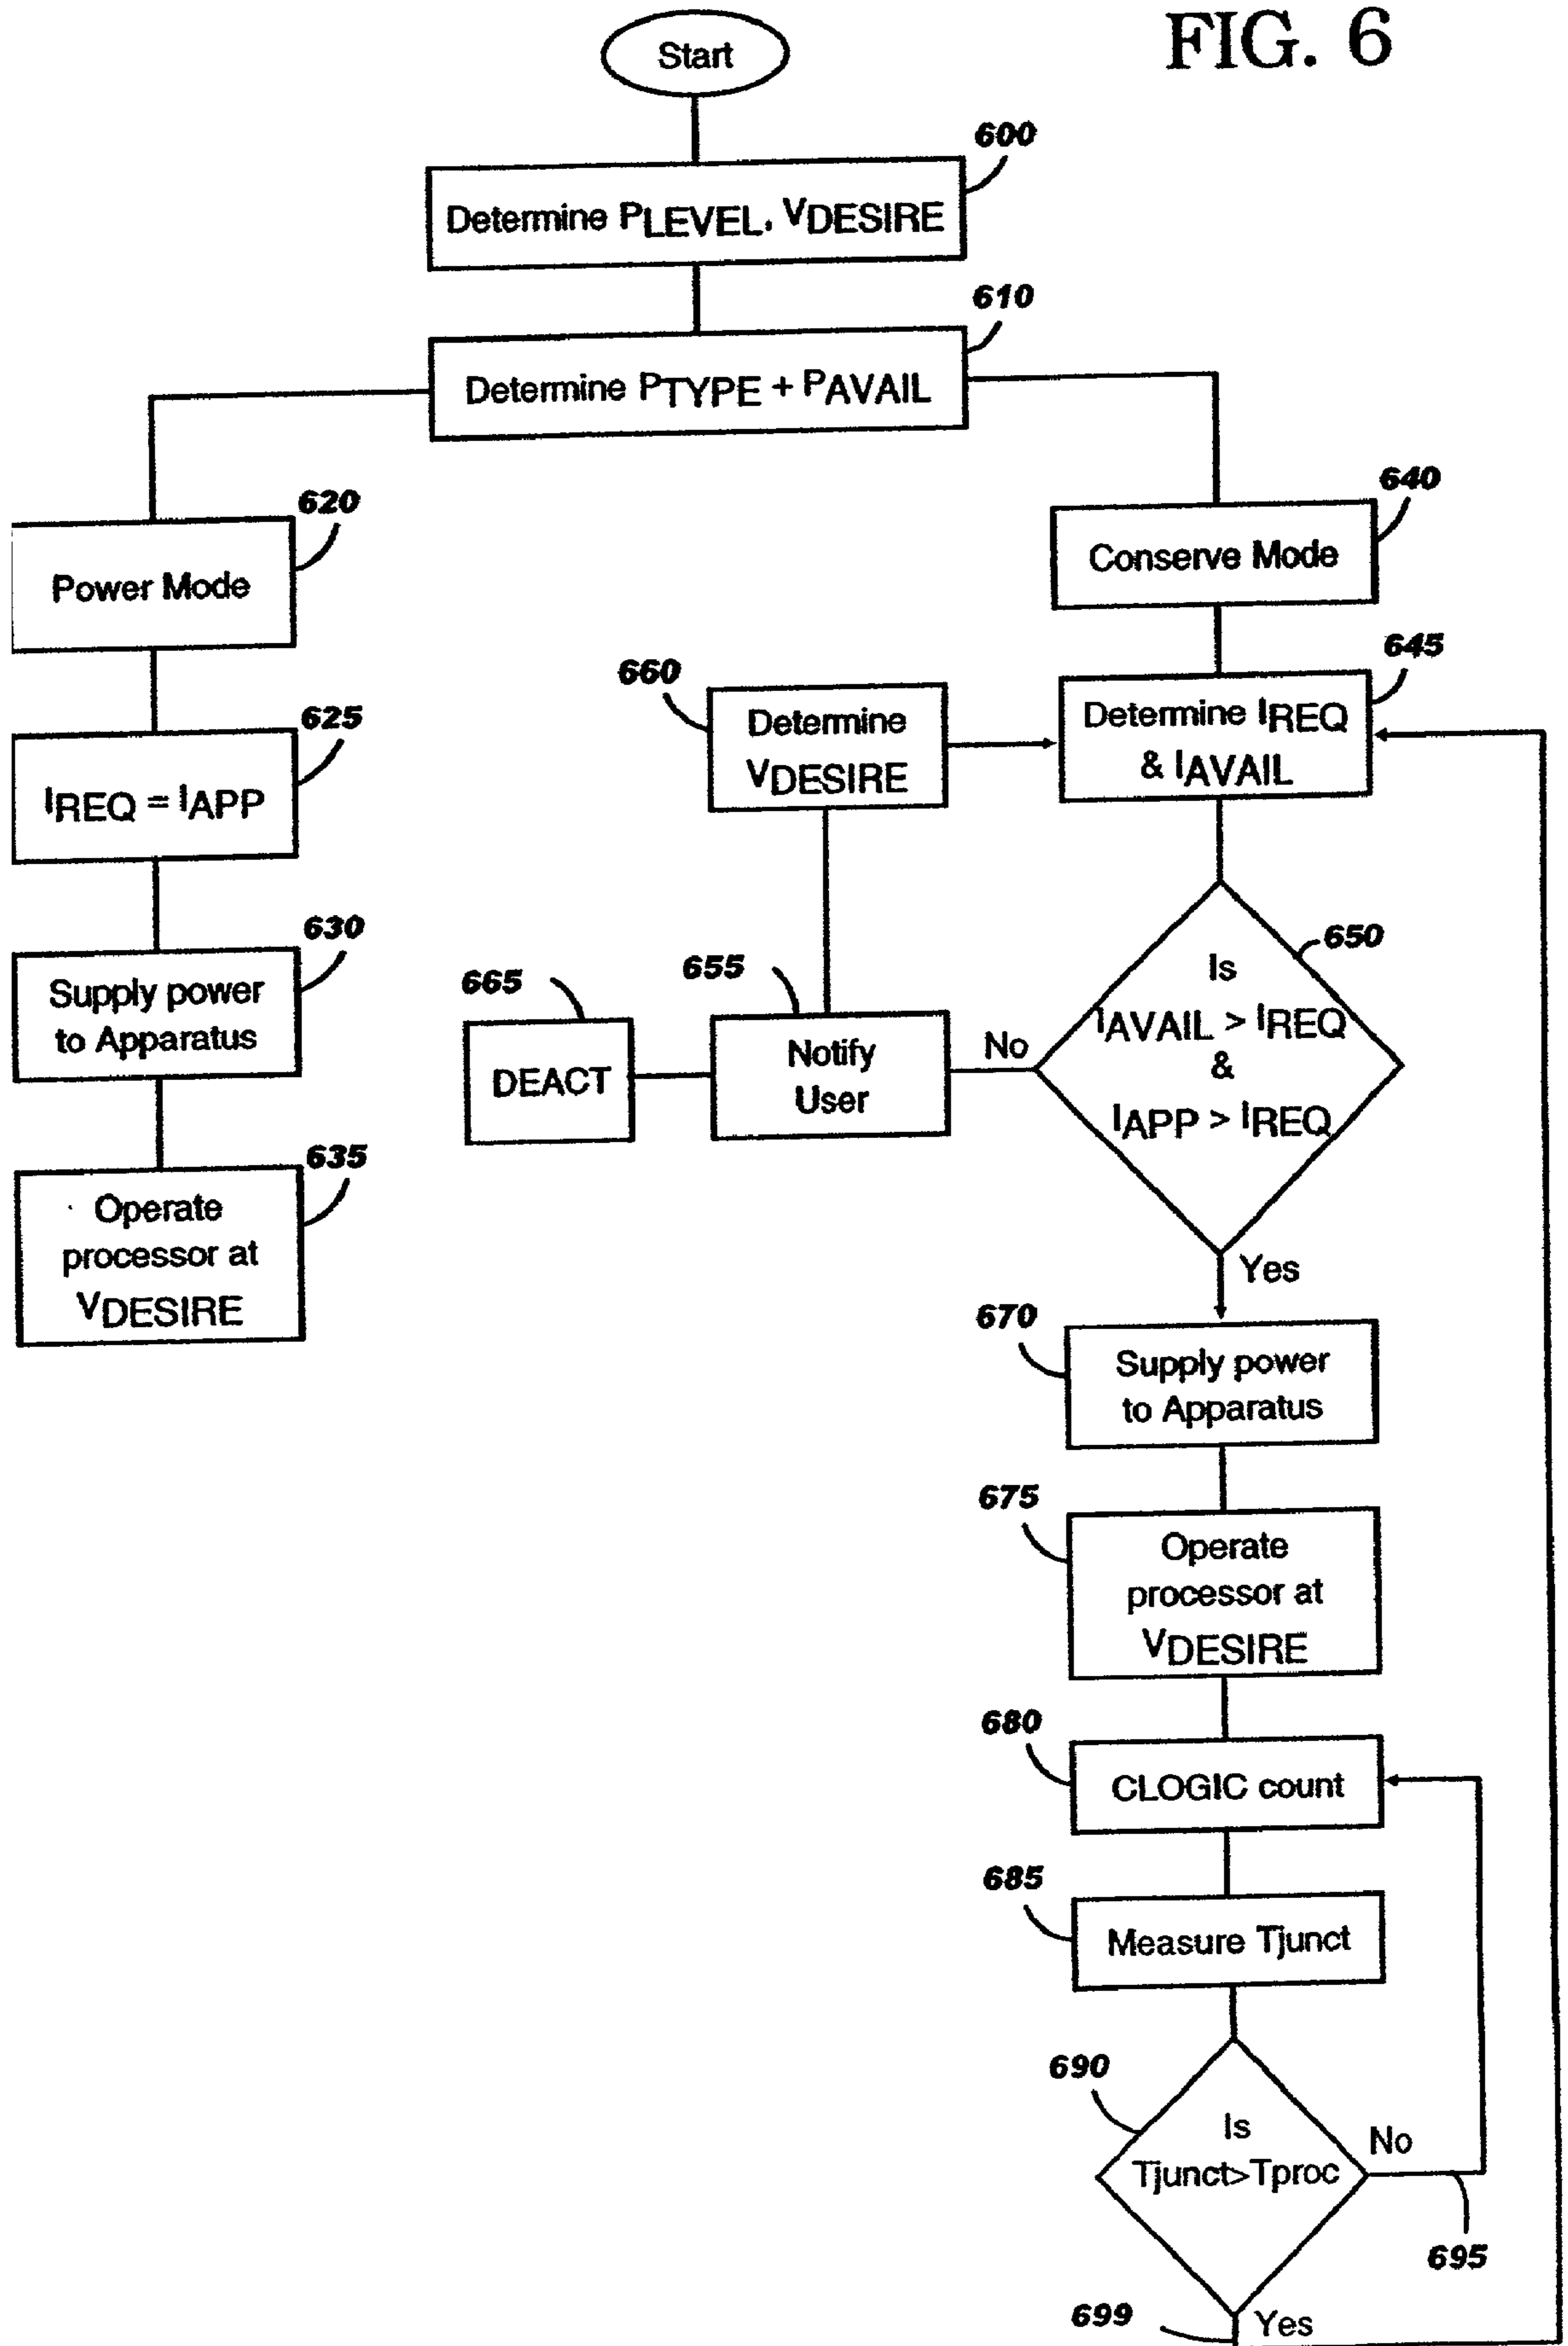 FIG. 6
Start
600
Determine PLEVEL, VDESIRE
610
Determine PTYPE + PAVAIL
620
Power Mode
625
IREQ = IAPP
630
Supply power
to Apparatus
635
Operate
processor at
VDESIRE
640
Conserve Mode
645
Determine IREQ
& IAVAIL
660
Determine
VDESIRE
650
Is
IAVAIL > IREQ
&
IAPP > IREQ
No
655
Notify
User
665
DEACT
Yes
670
Supply power
to Apparatus
675
Operate
processor at
VDESIRE
680
CLOGIC count
685
Measure Tjunct
690
Is
Tjunct>Tproc
No
695
699
Yes